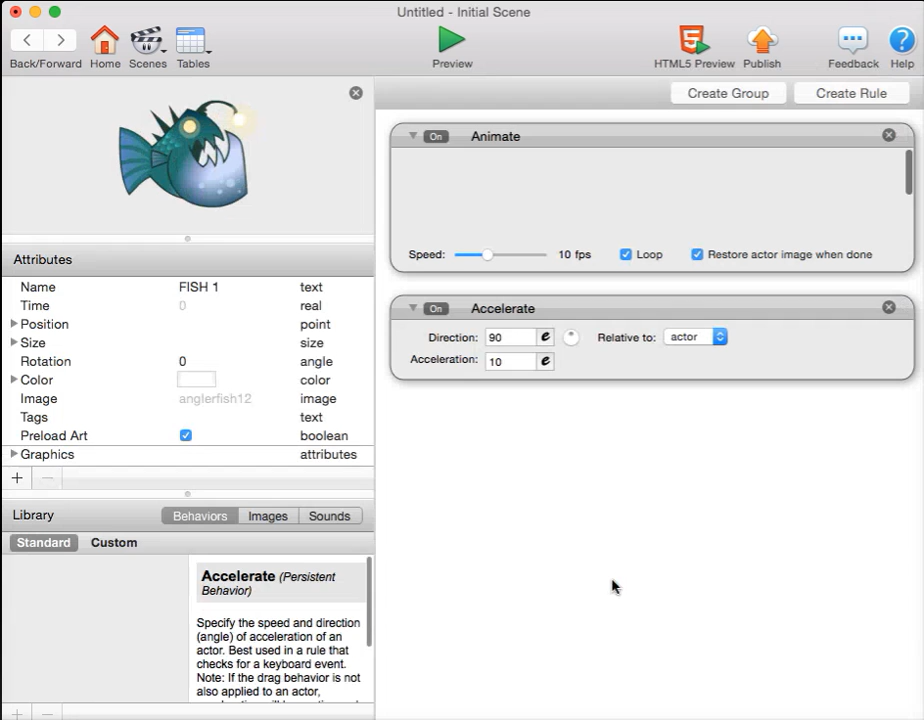 Untitled - Initial Scene
Back/Forward Home Scenes Tables Preview HTML5 Preview Publish Feedback Help
Create Group Create Rule
On Animate
Speed: 10 fps Loop Restore actor image when done
On Accelerate
Direction: 90 e Relative to: actor
Acceleration: 10 e
Attributes
Name FISH 1 text
Time 0 real
Position point
Size size
Rotation 0 angle
Color color
Image anglerfish12 image
Tags text
Preload Art boolean
Graphics attributes
Library Behaviors Images Sounds
Standard Custom
Accelerate (Persistent
Behavior)
Specify the speed and direction
(angle) of acceleration of an
actor. Best used in a rule that
checks for a keyboard event.
Note: If the drag behavior is not
also applied to an actor,